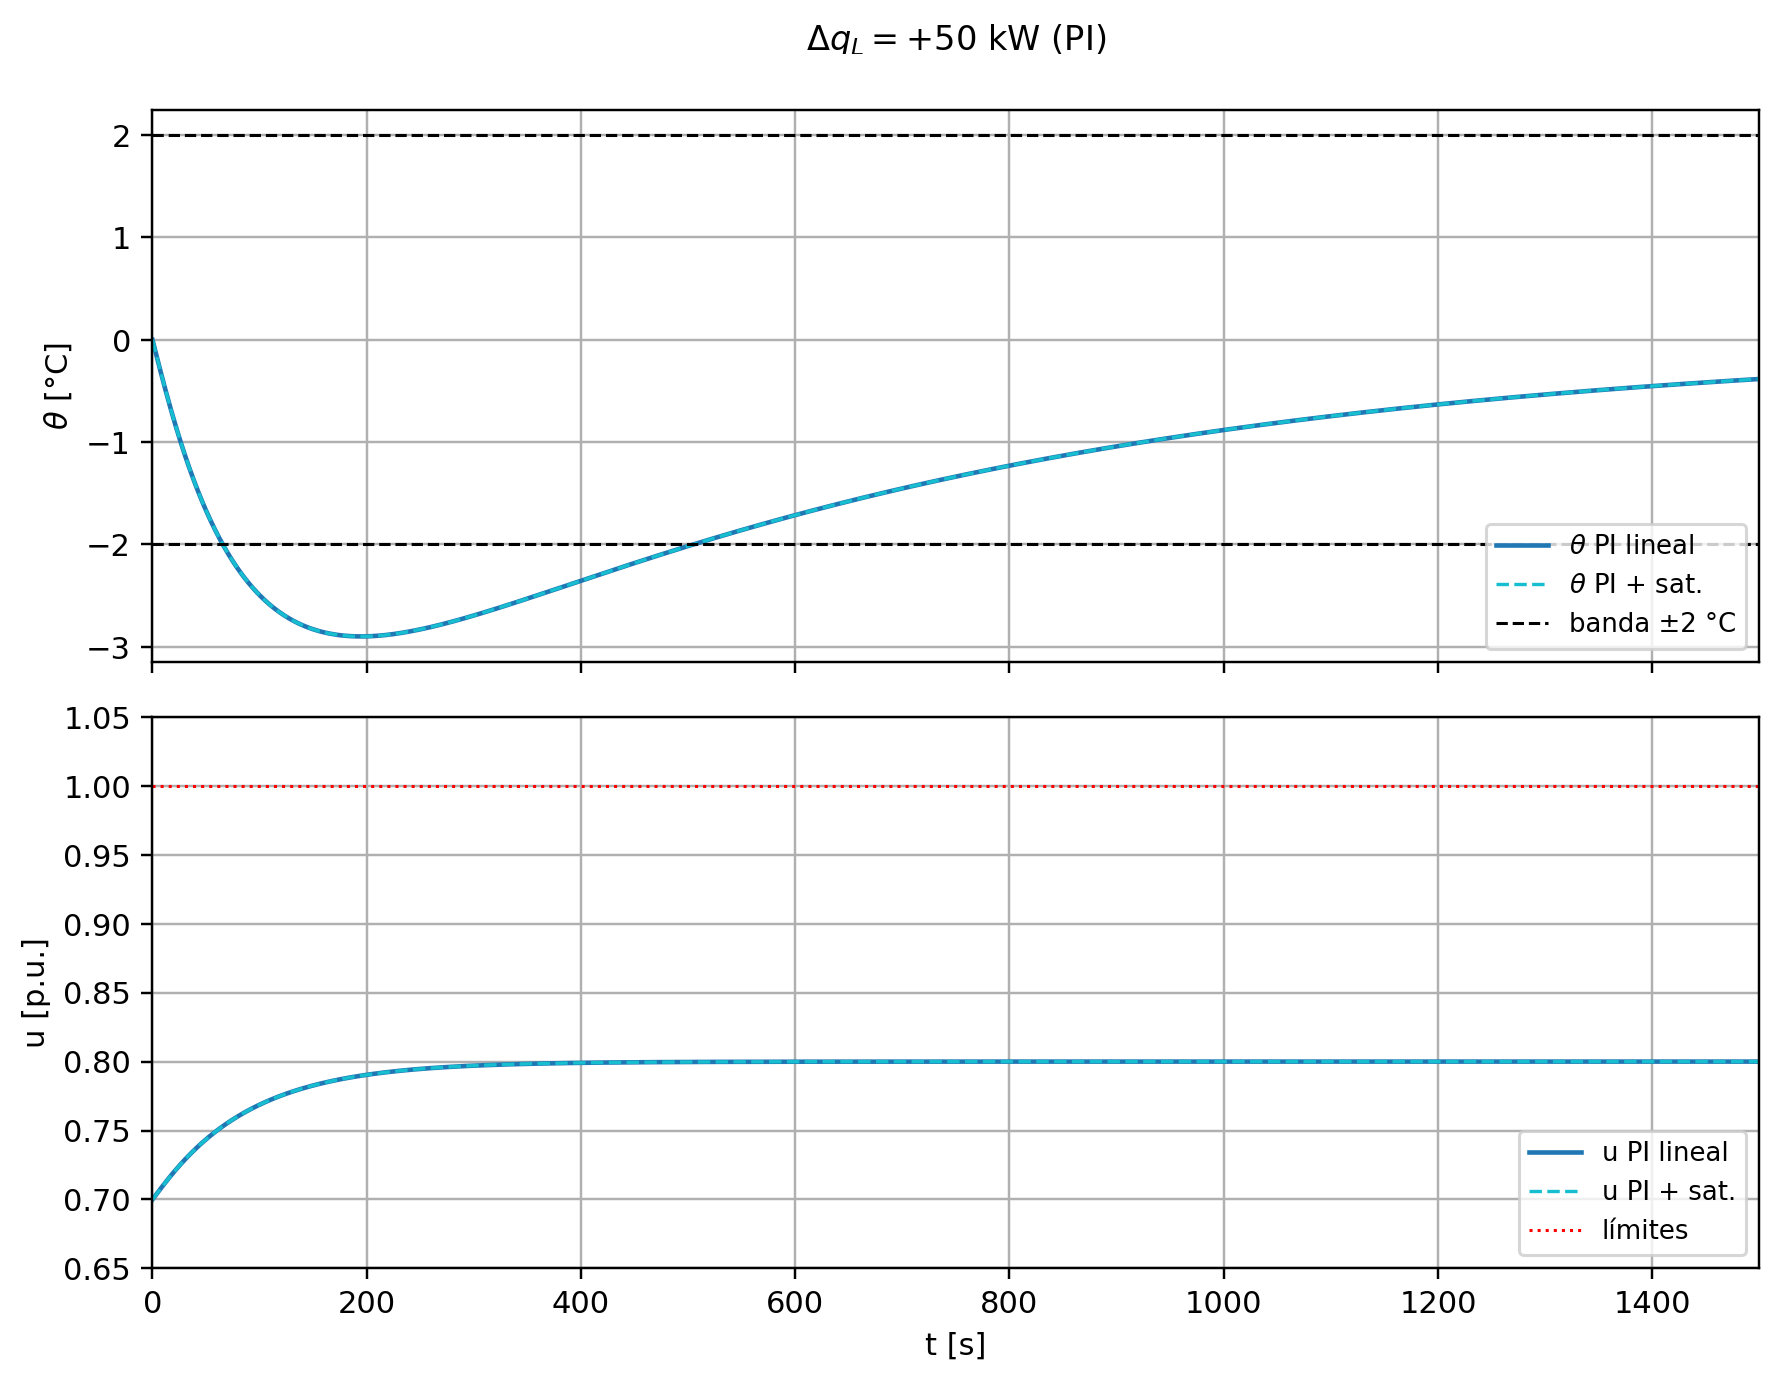 Δq_L = +50 kW (PI)
2
1
0
−1
−2
−3
θ [°C]
θ PI lineal
θ PI + sat.
banda ±2 °C
1.05
1.00
0.95
0.90
0.85
0.80
0.75
0.70
0.65
u [p.u.]
u PI lineal
u PI + sat.
límites
0 200 400 600 800 1000 1200 1400
t [s]